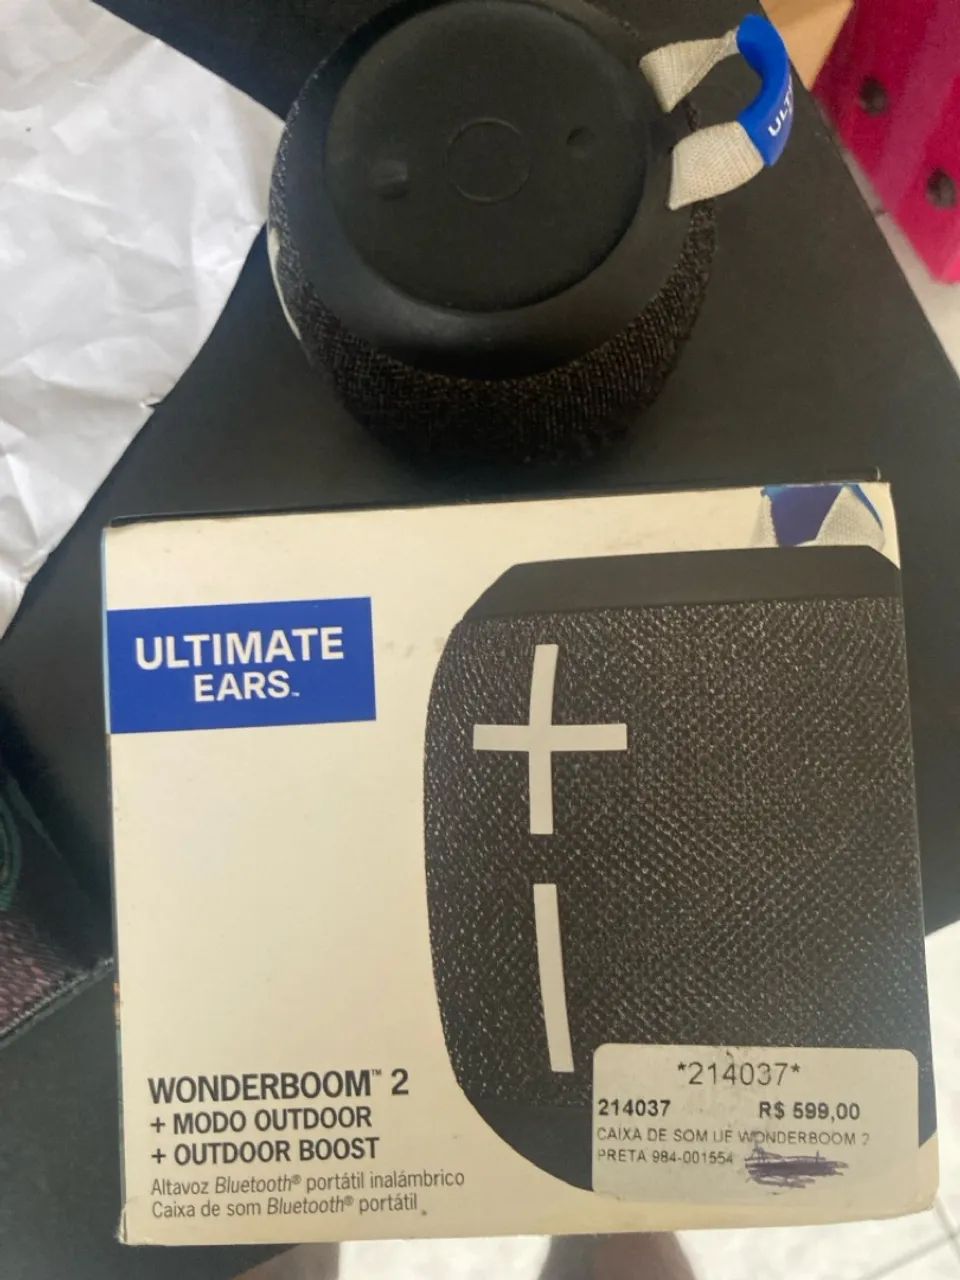 ULT
ULTIMATE
EARS™
WONDERBOOM™ 2
+ MODO OUTDOOR
+ OUTDOOR BOOST
Altavoz Bluetooth® portátil inalámbrico
Caixa de som Bluetooth® portátil
*214037*
214037 R$ 599,00
CAIXA DE SOM UE WONDERBOOM 2
PRETA 984-001554